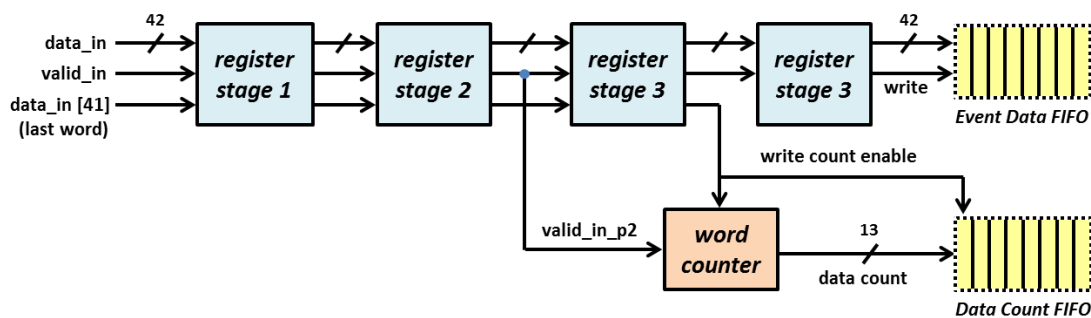 42
42
data_in
register
stage 1
register
stage 2
register
stage 3
register
stage 3
valid_in
data_in [41]
(last word)
write
Event Data FIFO
write count enable
valid_in_p2
word
counter
13
data count
Data Count FIFO